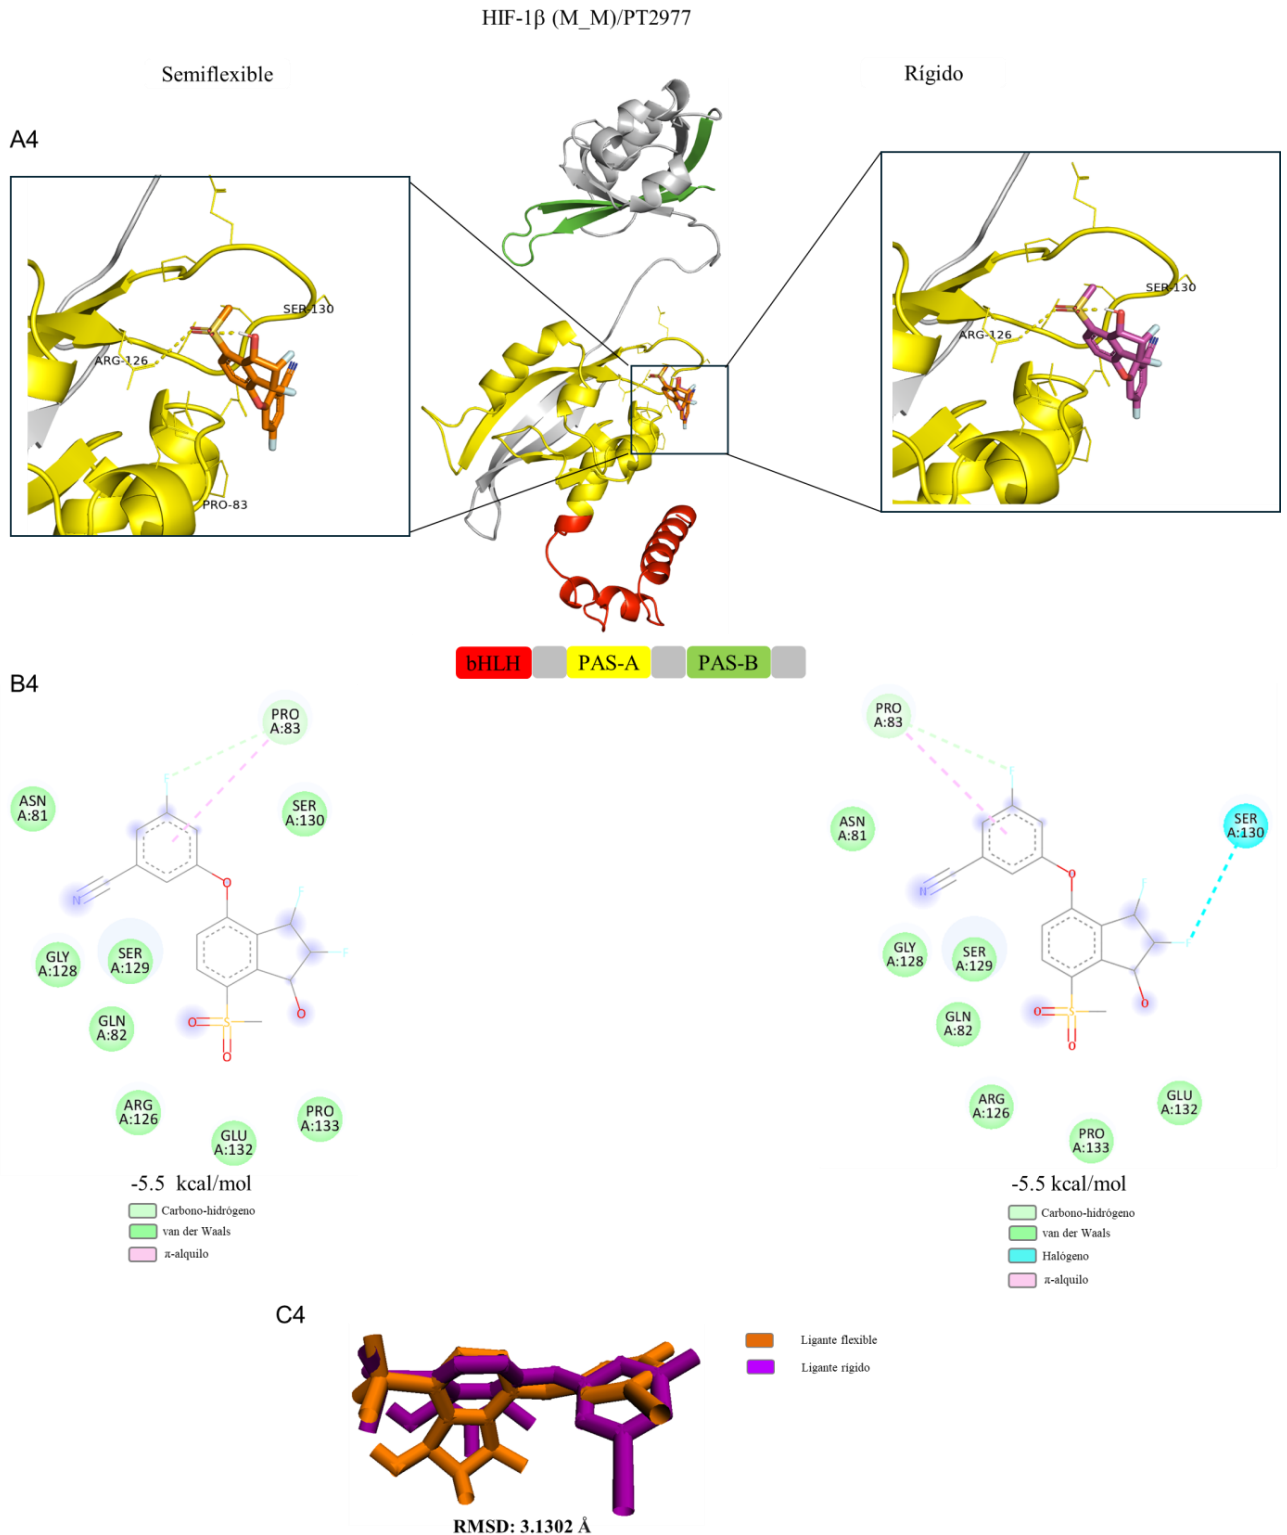 HIF-1β (M_M)/PT2977
Semiflexible
Rígido
A4
SER-130
ARG-126
PRO-83
SER-130
ARG-126
bHLH
PAS-A
PAS-B
B4
PRO
A:83
ASN
A:81
SER
A:130
F
F
F
N
O
O
O
O
S
GLY
A:128
SER
A:129
GLN
A:82
ARG
A:126
GLU
A:132
PRO
A:133
-5.5 kcal/mol
Carbono-hidrógeno
van der Waals
π-alquilo
PRO
A:83
ASN
A:81
SER
A:130
F
F
F
N
O
O
O
O
S
GLY
A:128
SER
A:129
GLN
A:82
ARG
A:126
GLU
A:132
PRO
A:133
-5.5 kcal/mol
Carbono-hidrógeno
van der Waals
Halógeno
π-alquilo
C4
Ligante flexible
Ligante rígido
RMSD: 3.1302 Å